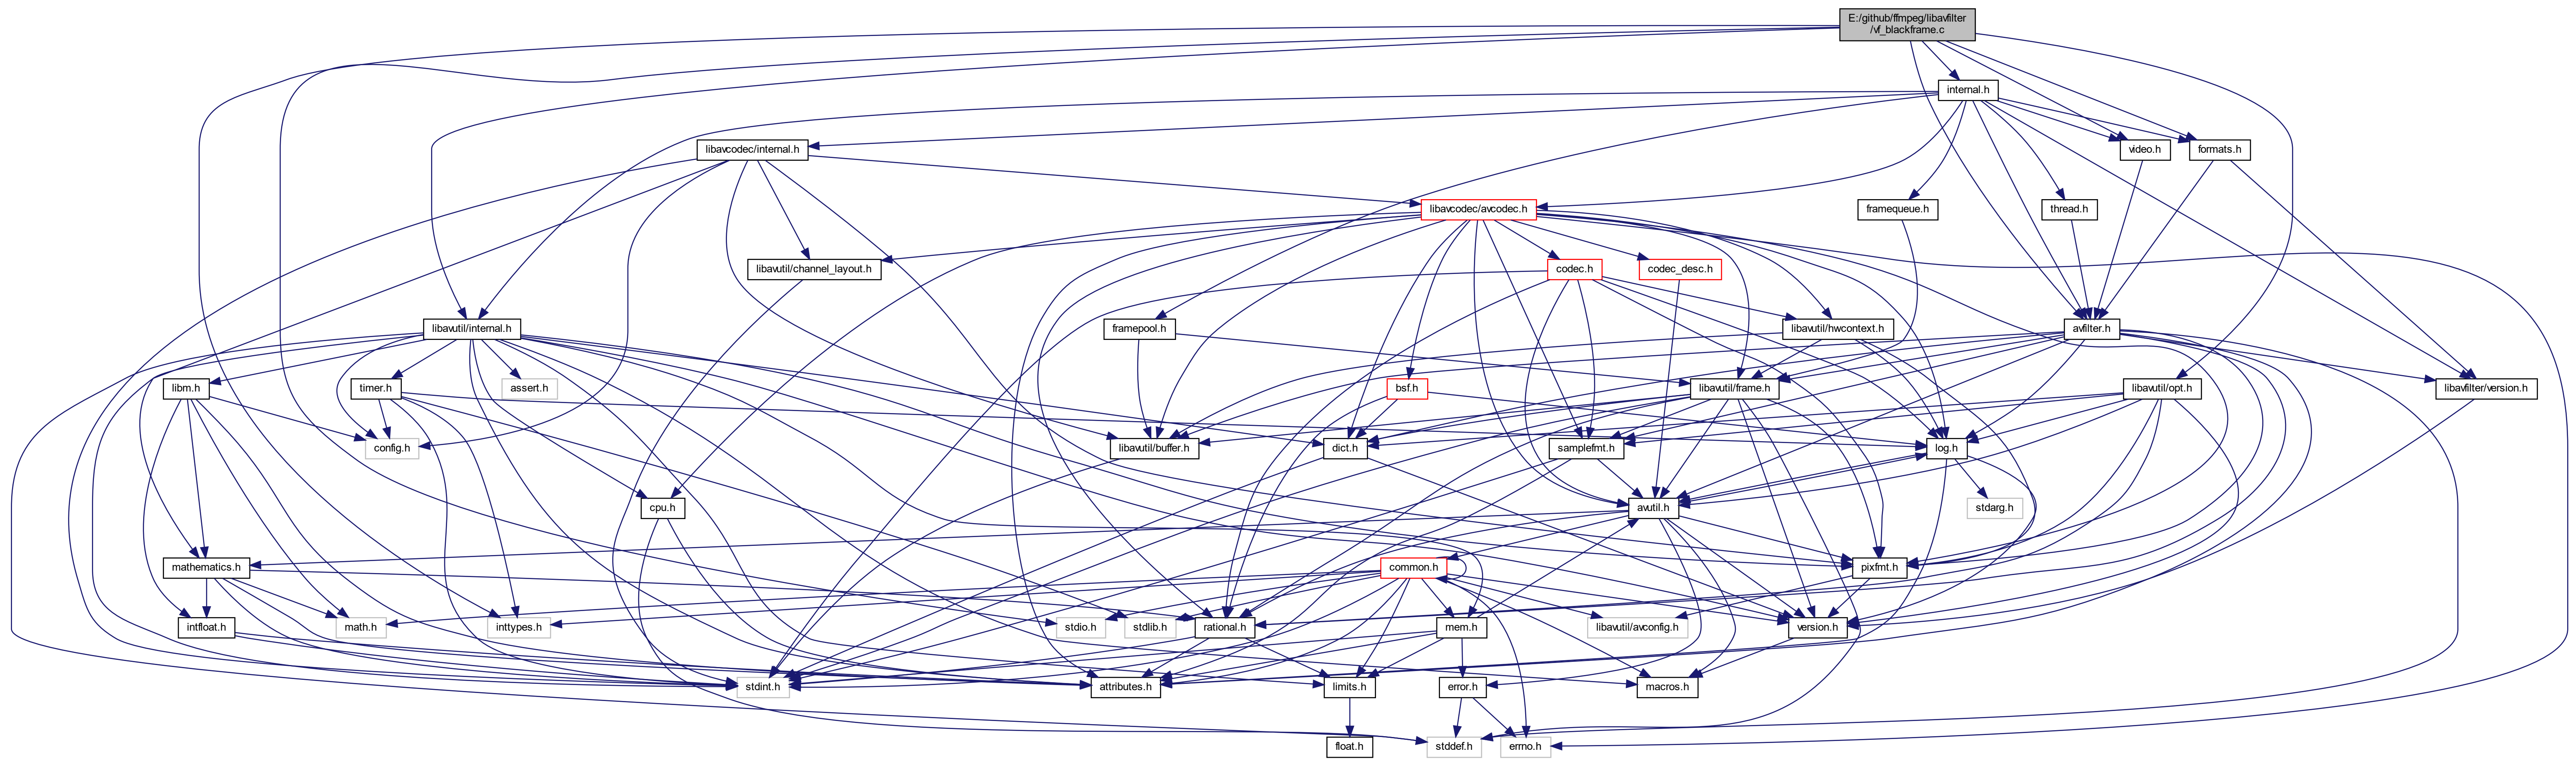 E:/github/ffmpeg/libavfilter
/vf_blackframe.c
internal.h
libavcodec/internal.h
video.h
formats.h
libavcodec/avcodec.h
framequeue.h
thread.h
libavutil/channel_layout.h
codec.h
codec_desc.h
libavutil/internal.h
framepool.h
libavutil/hwcontext.h
avfilter.h
libm.h
timer.h
assert.h
bsf.h
libavutil/frame.h
libavutil/opt.h
libavfilter/version.h
config.h
libavutil/buffer.h
dict.h
samplefmt.h
log.h
cpu.h
avutil.h
stdarg.h
mathematics.h
common.h
pixfmt.h
intfloat.h
math.h
inttypes.h
stdio.h
stdlib.h
rational.h
mem.h
libavutil/avconfig.h
version.h
stdint.h
attributes.h
limits.h
error.h
macros.h
float.h
stddef.h
errno.h